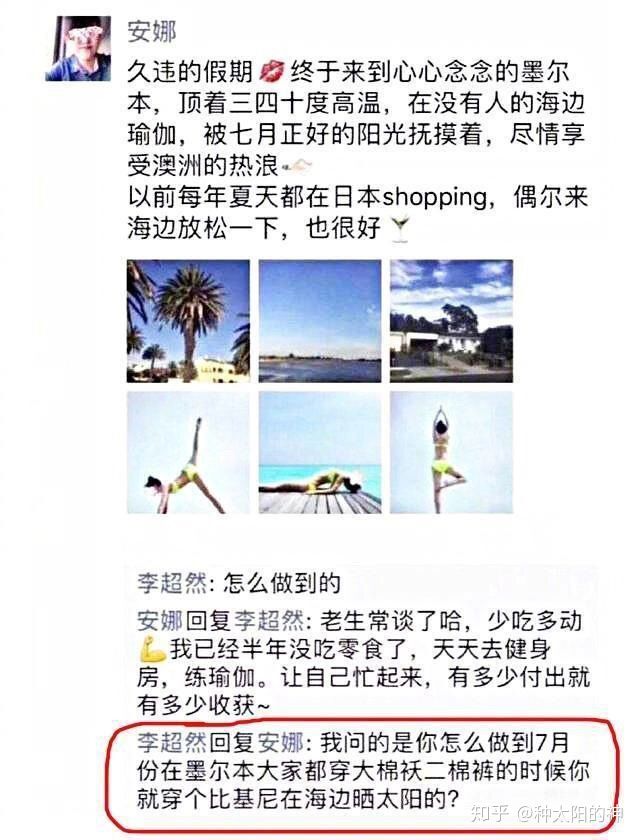 安娜
久违的假期💋终于来到心心念念的墨尔
本，顶着三四十度高温，在没有人的海边
瑜伽，被七月正好的阳光抚摸着，尽情享
受澳洲的热浪
以前每年夏天都在日本shopping，偶尔来
海边放松一下，也很好🍸
李超然: 怎么做到的
安娜回复李超然: 老生常谈了哈，少吃多动
💪我已经半年没吃零食了，天天去健身
房，练瑜伽。让自己忙起来，有多少付出就
有多少收获~
李超然回复安娜: 我问的是你怎么做到7月
份在墨尔本大家都穿大棉袄二棉裤的时候你
就穿个比基尼在海边晒太阳的?
知乎 @种太阳的神